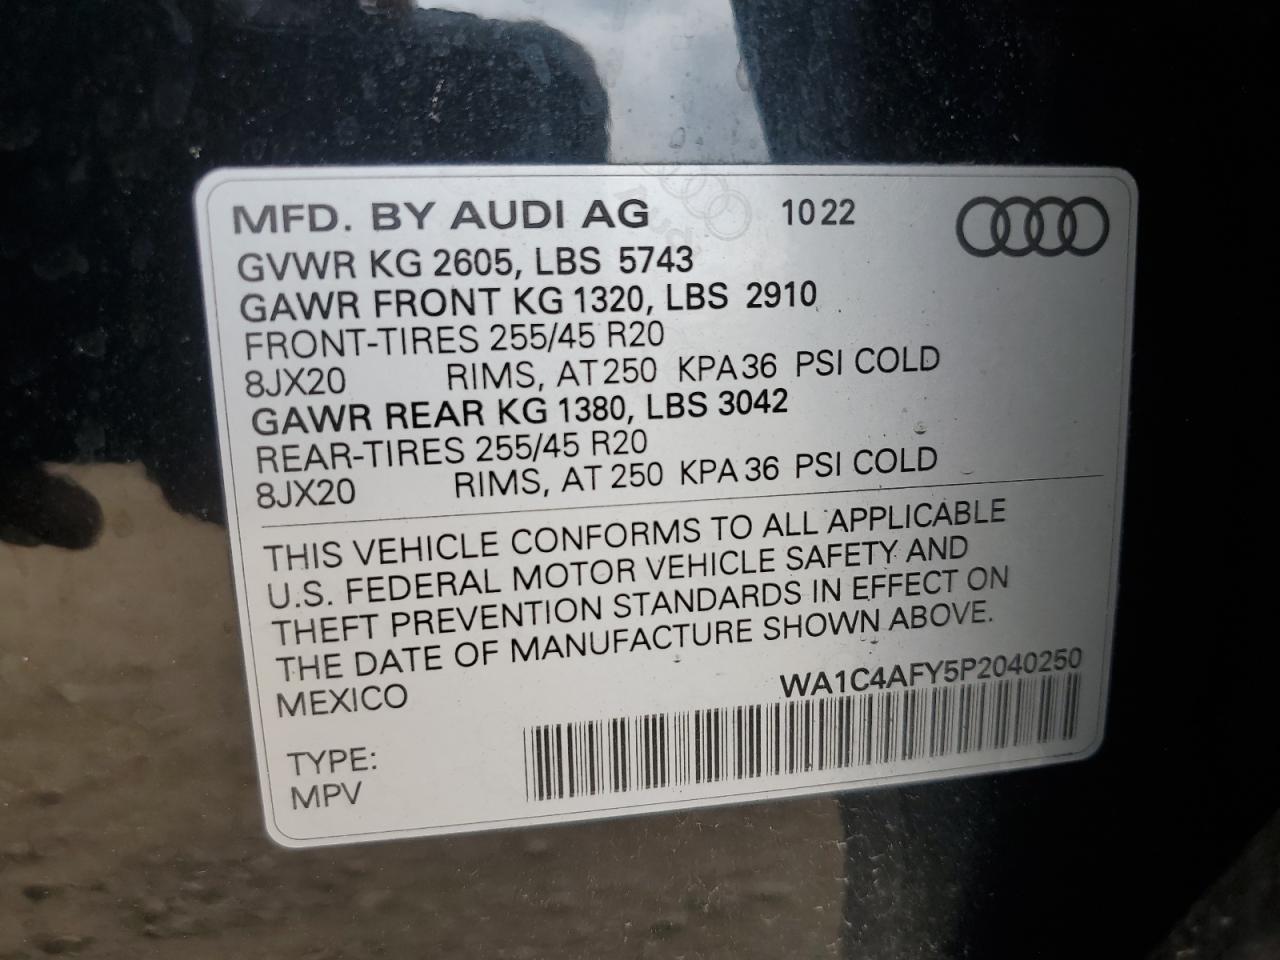 MFD. BY AUDI AG 10 22
GVWR KG 2605, LBS 5743
GAWR FRONT KG 1320, LBS 2910
FRONT-TIRES 255/45 R20
8JX20 RIMS, AT 250 KPA 36 PSI COLD
GAWR REAR KG 1380, LBS 3042
REAR-TIRES 255/45 R20
8JX20 RIMS, AT 250 KPA 36 PSI COLD
THIS VEHICLE CONFORMS TO ALL APPLICABLE
U.S. FEDERAL MOTOR VEHICLE SAFETY AND
THEFT PREVENTION STANDARDS IN EFFECT ON
THE DATE OF MANUFACTURE SHOWN ABOVE.
MEXICO WA1C4AFY5P2040250
TYPE:
MPV